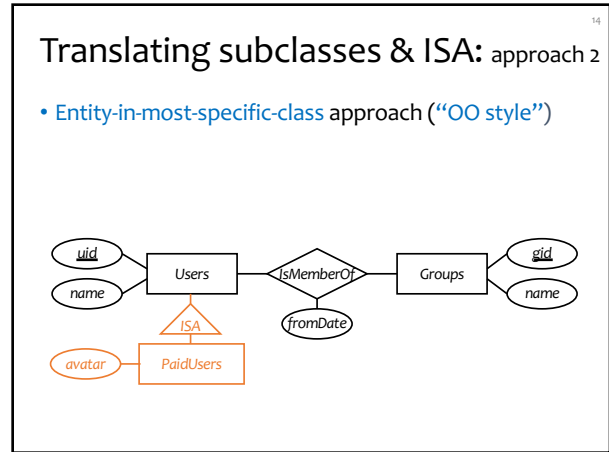 14
Translating subclasses & ISA: approach 2
• Entity-in-most-specific-class approach (“OO style”)
uid
gid
Users
IsMemberOf
Groups
name
name
ISA
fromDate
avatar
PaidUsers